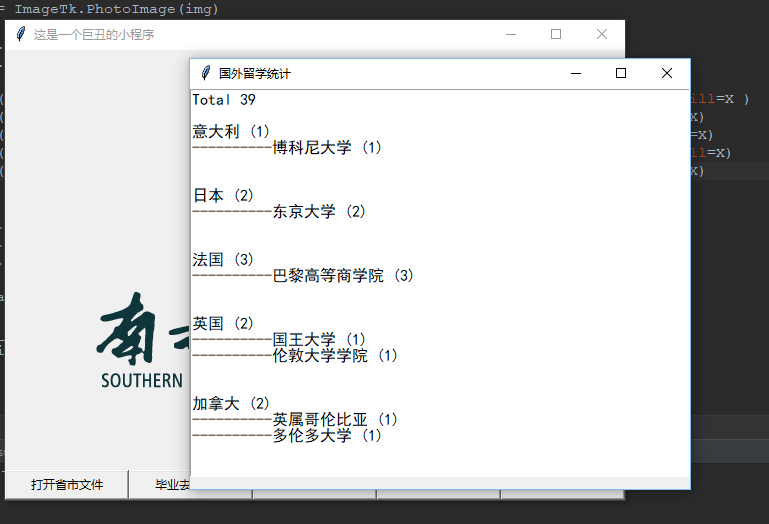 = ImageTk.PhotoImage(img)
这是一个巨丑的小程序
国外留学统计
Total 39
意大利 (1)
----------博科尼大学 (1)
日本 (2)
----------东京大学 (2)
法国 (3)
----------巴黎高等商学院 (3)
英国 (2)
----------国王大学 (1)
----------伦敦大学学院 (1)
加拿大 (2)
----------英属哥伦比亚 (1)
----------多伦多大学 (1)
ill=X )
X)
=X)
ll=X)
X)
南
SOUTHERN
打开省市文件
毕业去